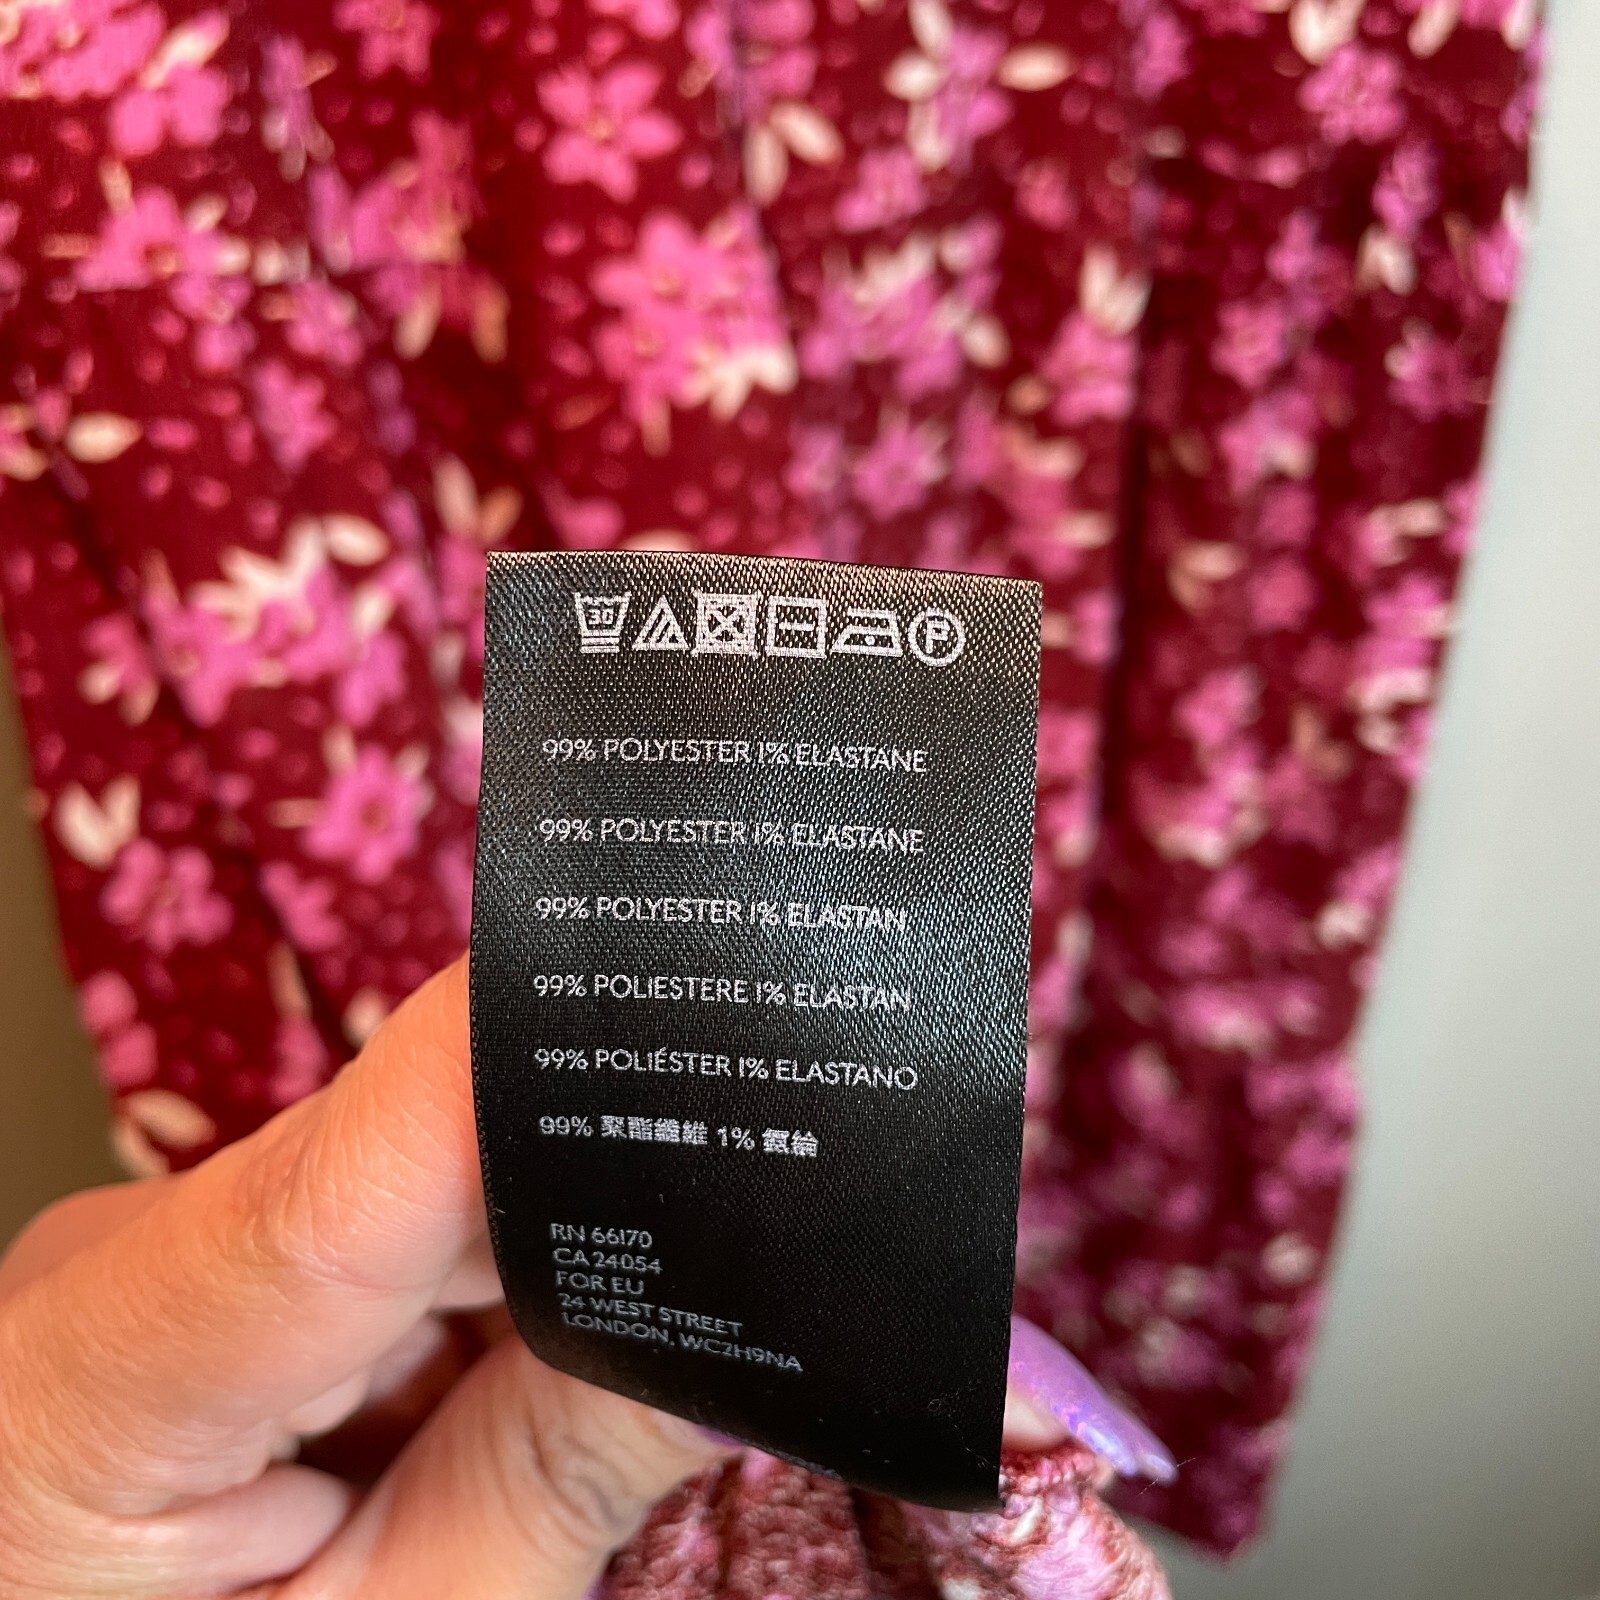 30
P
99% POLYESTER 1% ELASTANE
99% POLYESTER 1% ELASTANE
99% POLYESTER 1% ELASTAN
99% POLIESTERE 1% ELASTAN
99% POLIÉSTER 1% ELASTANO
99% 聚酯纖維 1% 氨綸
RN 66170
CA 24054
FOR EU
24 WEST STREET
LONDON, WC2H9NA